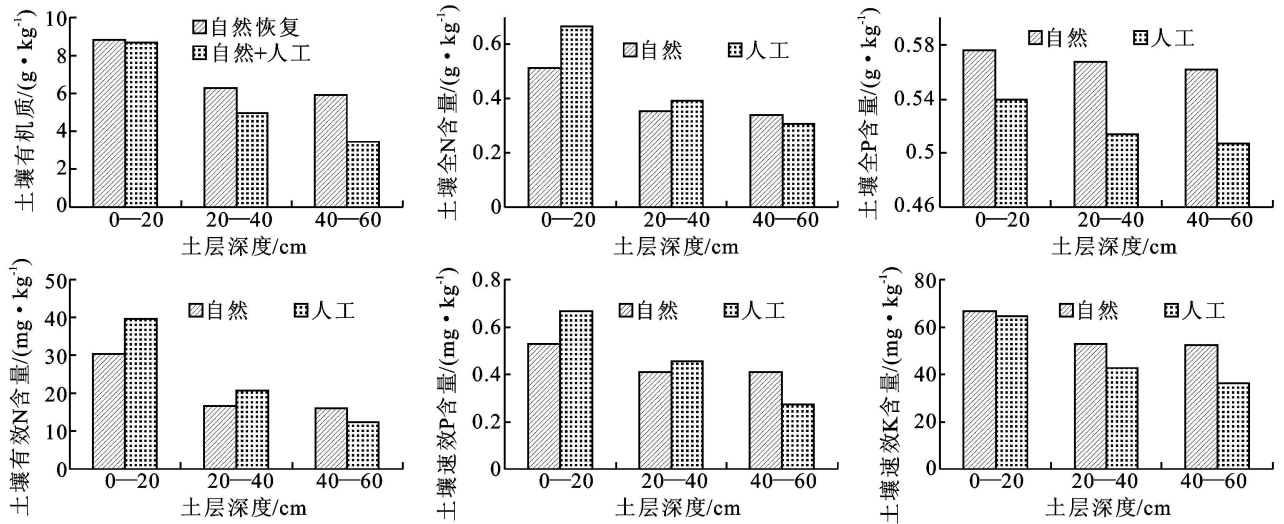 土壤有机质/(g·kg⁻¹)
10
8
6
4
2
0
自然恢复
自然+人工
0—20 20—40 40—60
土层深度/cm
土壤全N含量/(g·kg⁻¹)
0.6
0.4
0.2
0
自然 人工
0—20 20—40 40—60
土层深度/cm
土壤全P含量/(g·kg⁻¹)
0.58
0.54
0.5
0.46
自然 人工
0—20 20—40 40—60
土层深度/cm
土壤有效N含量/(mg·kg⁻¹)
50
40
30
20
10
0
自然 人工
0—20 20—40 40—60
土层深度/cm
土壤速效P含量/(mg·kg⁻¹)
0.8
0.6
0.4
0.2
0
自然 人工
0—20 20—40 40—60
土层深度/cm
土壤速效K含量/(mg·kg⁻¹)
80
60
40
20
0
自然 人工
0—20 20—40 40—60
土层深度/cm